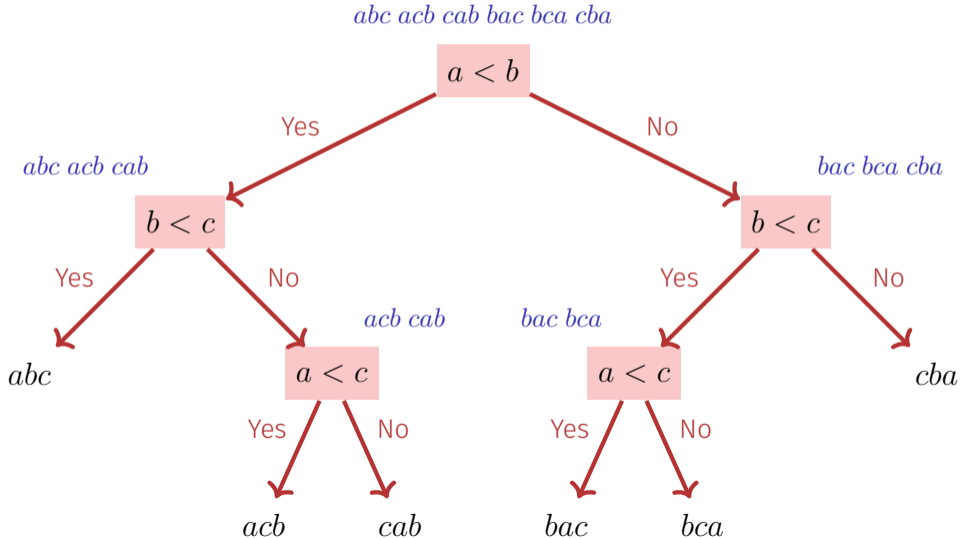 abc acb cab bac bca cba
a < b
Yes
No
abc acb cab
bac bca cba
b < c
b < c
Yes
No
Yes
No
acb cab
bac bca
abc
a < c
a < c
cba
Yes
No
Yes
No
acb
cab
bac
bca